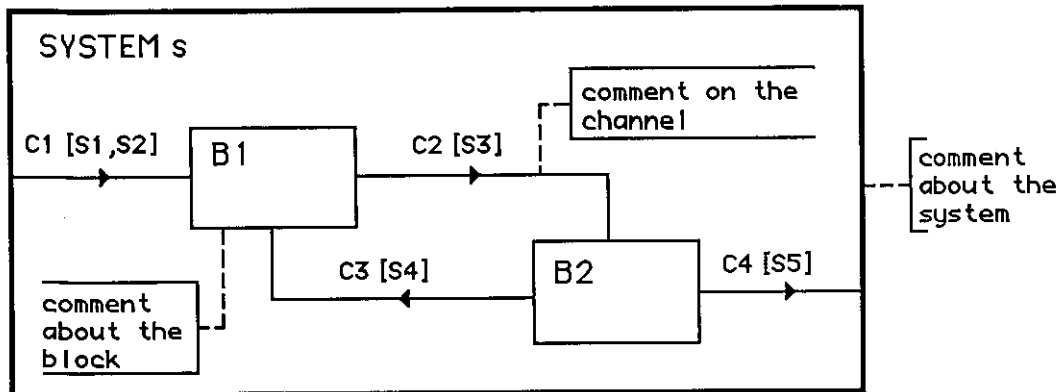 SYSTEM s
comment on the
channel
C1 [S1,S2]
B1
C2 [S3]
comment
about the
system
C3 [S4]
B2
C4 [S5]
comment
about the
block